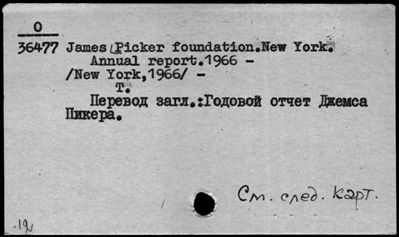 О
36477 James Picker foundation.New York.
Annual report.1966 -
/New York,1966/ -
Т.
Перевод загл.:Годовой отчет Джемса
Пикера.
См. след. карт.